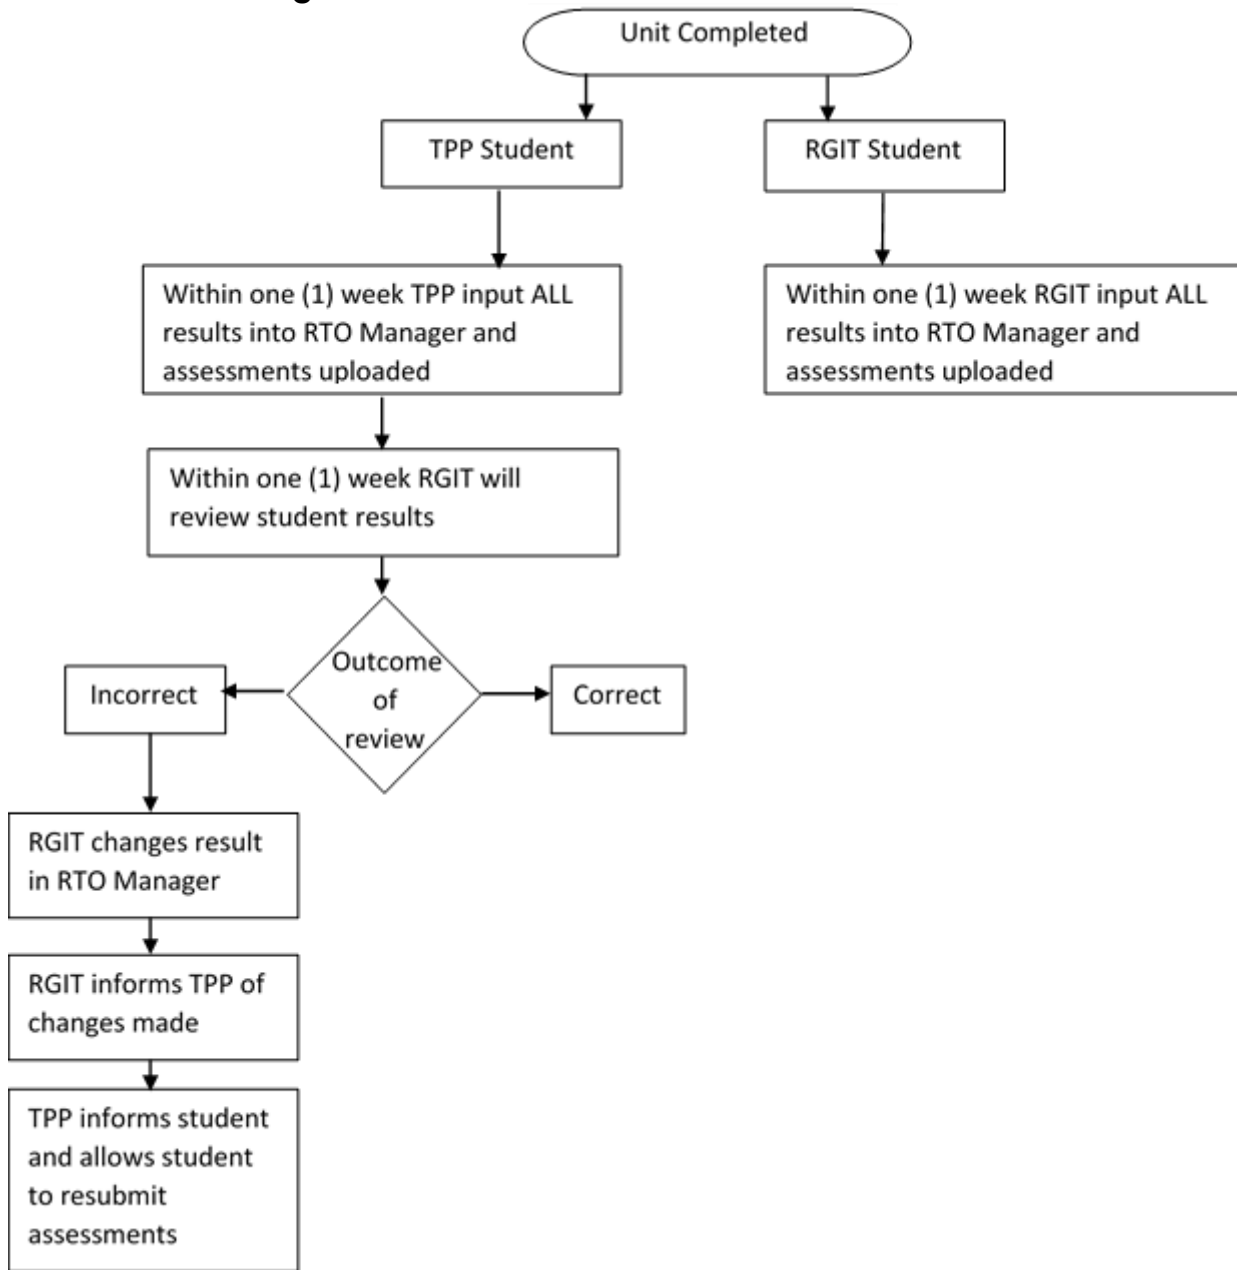 Unit Completed
TPP Student
RGIT Student
Within one (1) week TPP input ALL
results into RTO Manager and
assessments uploaded
Within one (1) week RGIT input ALL
results into RTO Manager and
assessments uploaded
Within one (1) week RGIT will
review student results
Outcome
of
review
Incorrect
Correct
RGIT changes result
in RTO Manager
RGIT informs TPP of
changes made
TPP informs student
and allows student
to resubmit
assessments